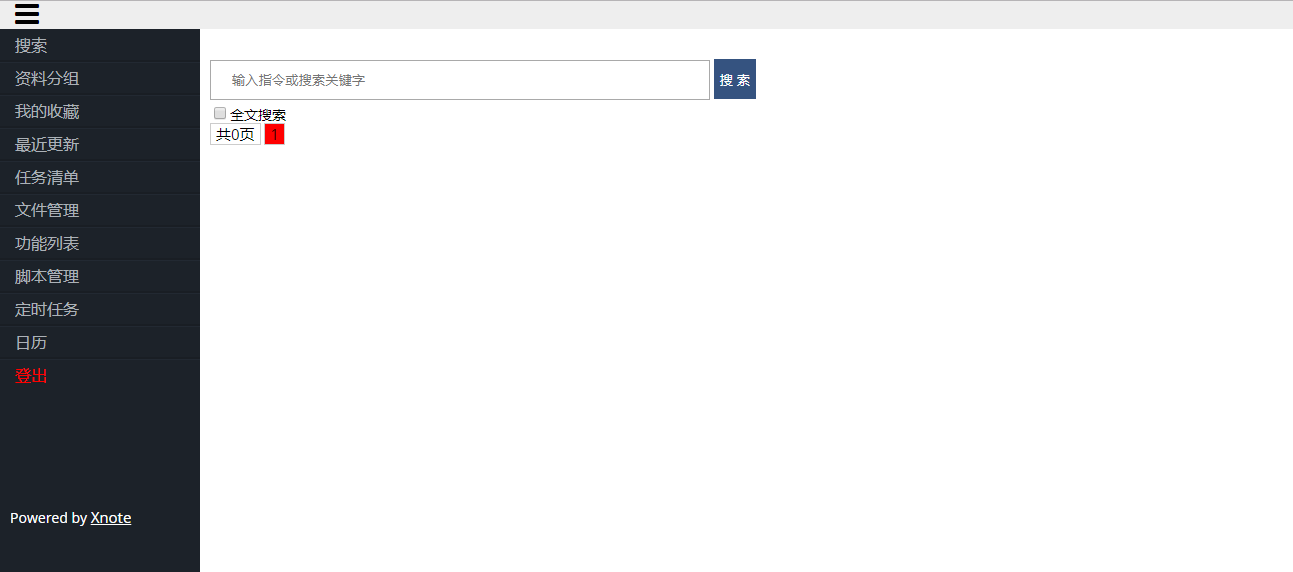 搜索
资料分组
我的收藏
最近更新
任务清单
文件管理
功能列表
脚本管理
定时任务
日历
登出
Powered by Xnote
输入指令或搜索关键字
搜 索
全文搜索
共0页 1